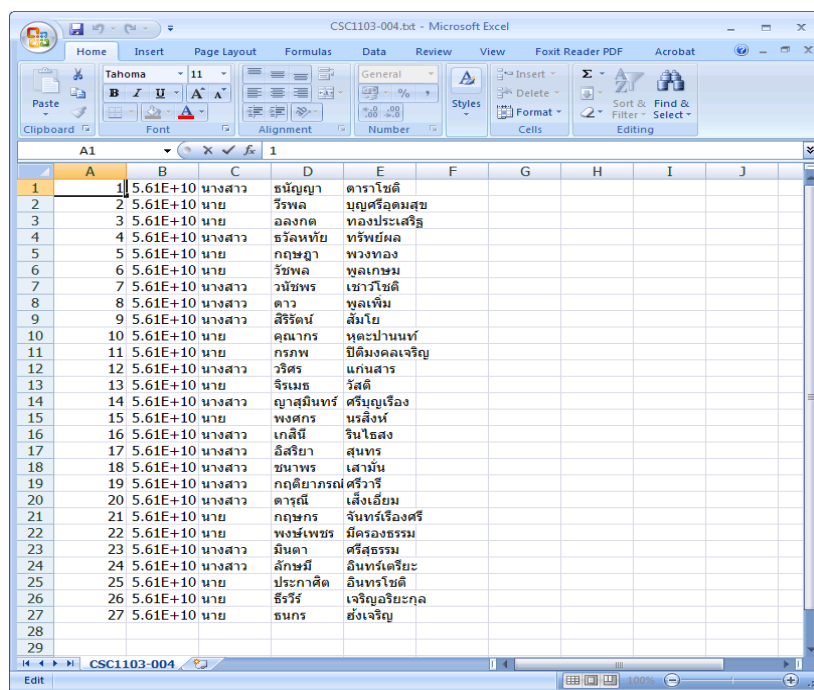 CSC1103-004.txt - Microsoft Excel
Home Insert Page Layout Formulas Data Review View Foxit Reader PDF Acrobat
Paste
Clipboard
Tahoma 11
B I U A A
A
Font
Alignment
General
% ,
Number
A
Styles
Insert
Delete
Format
Cells
Σ
Sort & Filter
Find & Select
Editing
A1 fx 1
A B C D E F G H I J
1 1 5.61E+10 นางสาว ธนัญญา ดาราโชติ
2 2 5.61E+10 นาย วีรพล บุญศรีอุดมสุข
3 3 5.61E+10 นาย อลงกต ทองประเสริฐ
4 4 5.61E+10 นางสาว ธวัลหทัย ทรัพย์ผล
5 5 5.61E+10 นาย กฤษฎา พวงทอง
6 6 5.61E+10 นาย วัชพล พูลเกษม
7 7 5.61E+10 นางสาว วนัชพร เชาว์โชติ
8 8 5.61E+10 นางสาว ดาว พูลเพิ่ม
9 9 5.61E+10 นางสาว สิริรัตน์ สัมโย
10 10 5.61E+10 นาย คุณากร หุตะปานนท์
11 11 5.61E+10 นาย กรภพ ปิติมงคลเจริญ
12 12 5.61E+10 นางสาว วริศร แก่นสาร
13 13 5.61E+10 นาย จิรเมธ วัสดิ
14 14 5.61E+10 นางสาว ญาสุมินทร์ ศรีบุญเรือง
15 15 5.61E+10 นาย พงศกร นรสิงห์
16 16 5.61E+10 นางสาว เกสินี รินไธสง
17 17 5.61E+10 นางสาว อิสริยา สุนทร
18 18 5.61E+10 นางสาว ชนาพร เสามั่น
19 19 5.61E+10 นางสาว กฤติยาภรณ์ ศรีวารี
20 20 5.61E+10 นางสาว ดารุณี เส็งเอี่ยม
21 21 5.61E+10 นาย กฤษกร จันทร์เรืองศรี
22 22 5.61E+10 นาย พงษ์เพชร มีครองธรรม
23 23 5.61E+10 นางสาว มินตา ศรีสุธรรม
24 24 5.61E+10 นางสาว ลักษมี อินทร์เตรียะ
25 25 5.61E+10 นาย ประกาศิต อินทรโชติ
26 26 5.61E+10 นาย ธีรวีร์ เจริญอริยะกุล
27 27 5.61E+10 นาย ธนกร ฮั่งเจริญ
28
29
CSC1103-004
Edit 100%